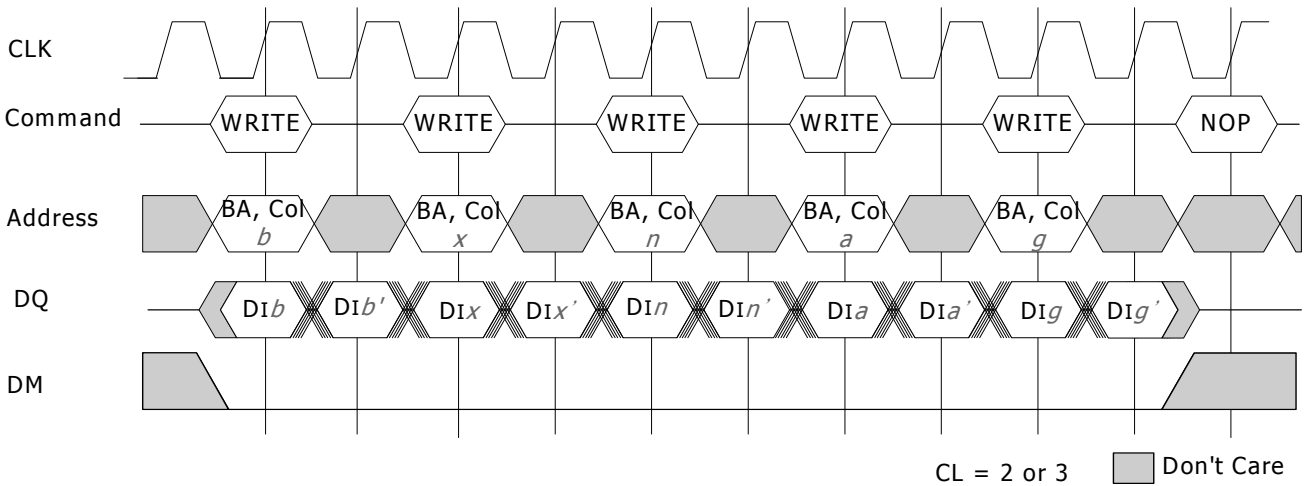 CLK
Command WRITE WRITE WRITE WRITE WRITE NOP
Address BA, Col BA, Col BA, Col BA, Col BA, Col
b x n a g
DQ DIb DIb' DIx DIx' DIn DIn' DIa DIa' DIg DIg'
DM
CL = 2 or 3 Don't Care